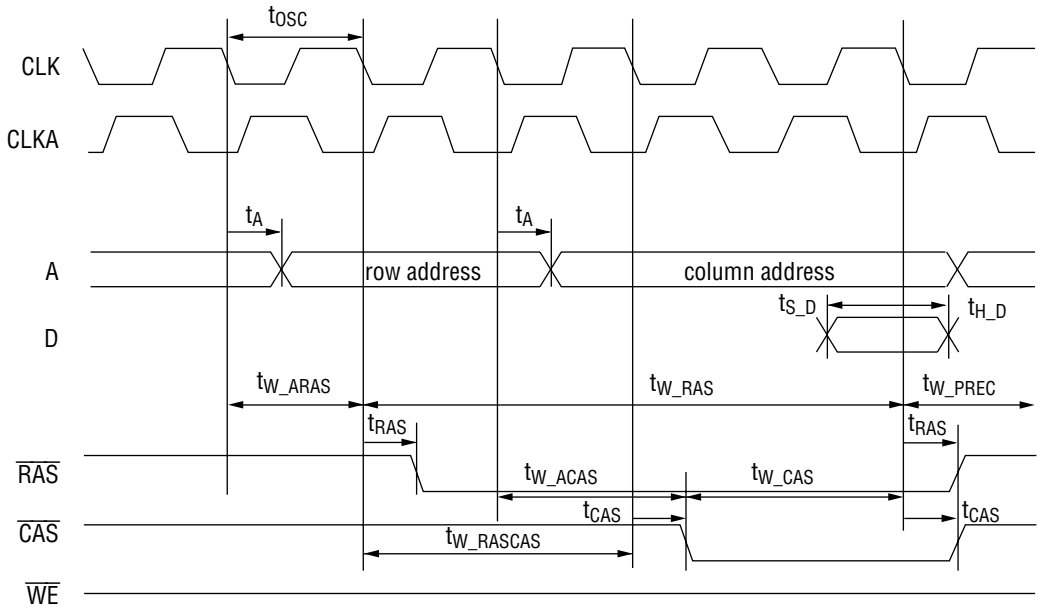 tOSC
CLK
CLKA
tA tA
A row address column address
tS_D tH_D
D
tW_ARAS tW_RAS tW_PREC
tRAS tRAS
RAS
tW_ACAS tW_CAS
tCAS tCAS
CAS
tW_RASCAS
WE